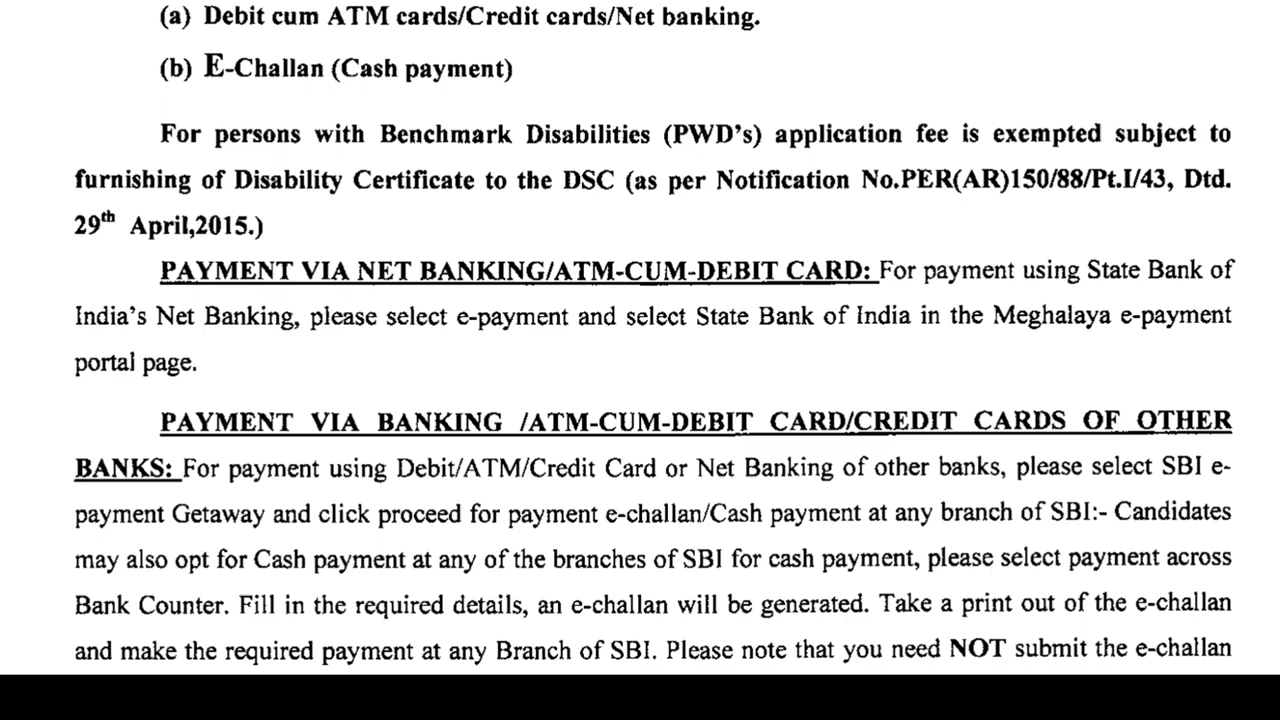 (a) Debit cum ATM cards/Credit cards/Net banking.
(b) E-Challan (Cash payment)
For persons with Benchmark Disabilities (PWD's) application fee is exempted subject to
furnishing of Disability Certificate to the DSC (as per Notification No.PER(AR)150/88/Pt.I/43, Dtd.
29th April,2015.)
PAYMENT VIA NET BANKING/ATM-CUM-DEBIT CARD: For payment using State Bank of
India's Net Banking, please select e-payment and select State Bank of India in the Meghalaya e-payment
portal page.
PAYMENT VIA BANKING /ATM-CUM-DEBIT CARD/CREDIT CARDS OF OTHER
BANKS: For payment using Debit/ATM/Credit Card or Net Banking of other banks, please select SBI e-
payment Getaway and click proceed for payment e-challan/Cash payment at any branch of SBI:- Candidates
may also opt for Cash payment at any of the branches of SBI for cash payment, please select payment across
Bank Counter. Fill in the required details, an e-challan will be generated. Take a print out of the e-challan
and make the required payment at any Branch of SBI. Please note that you need NOT submit the e-challan